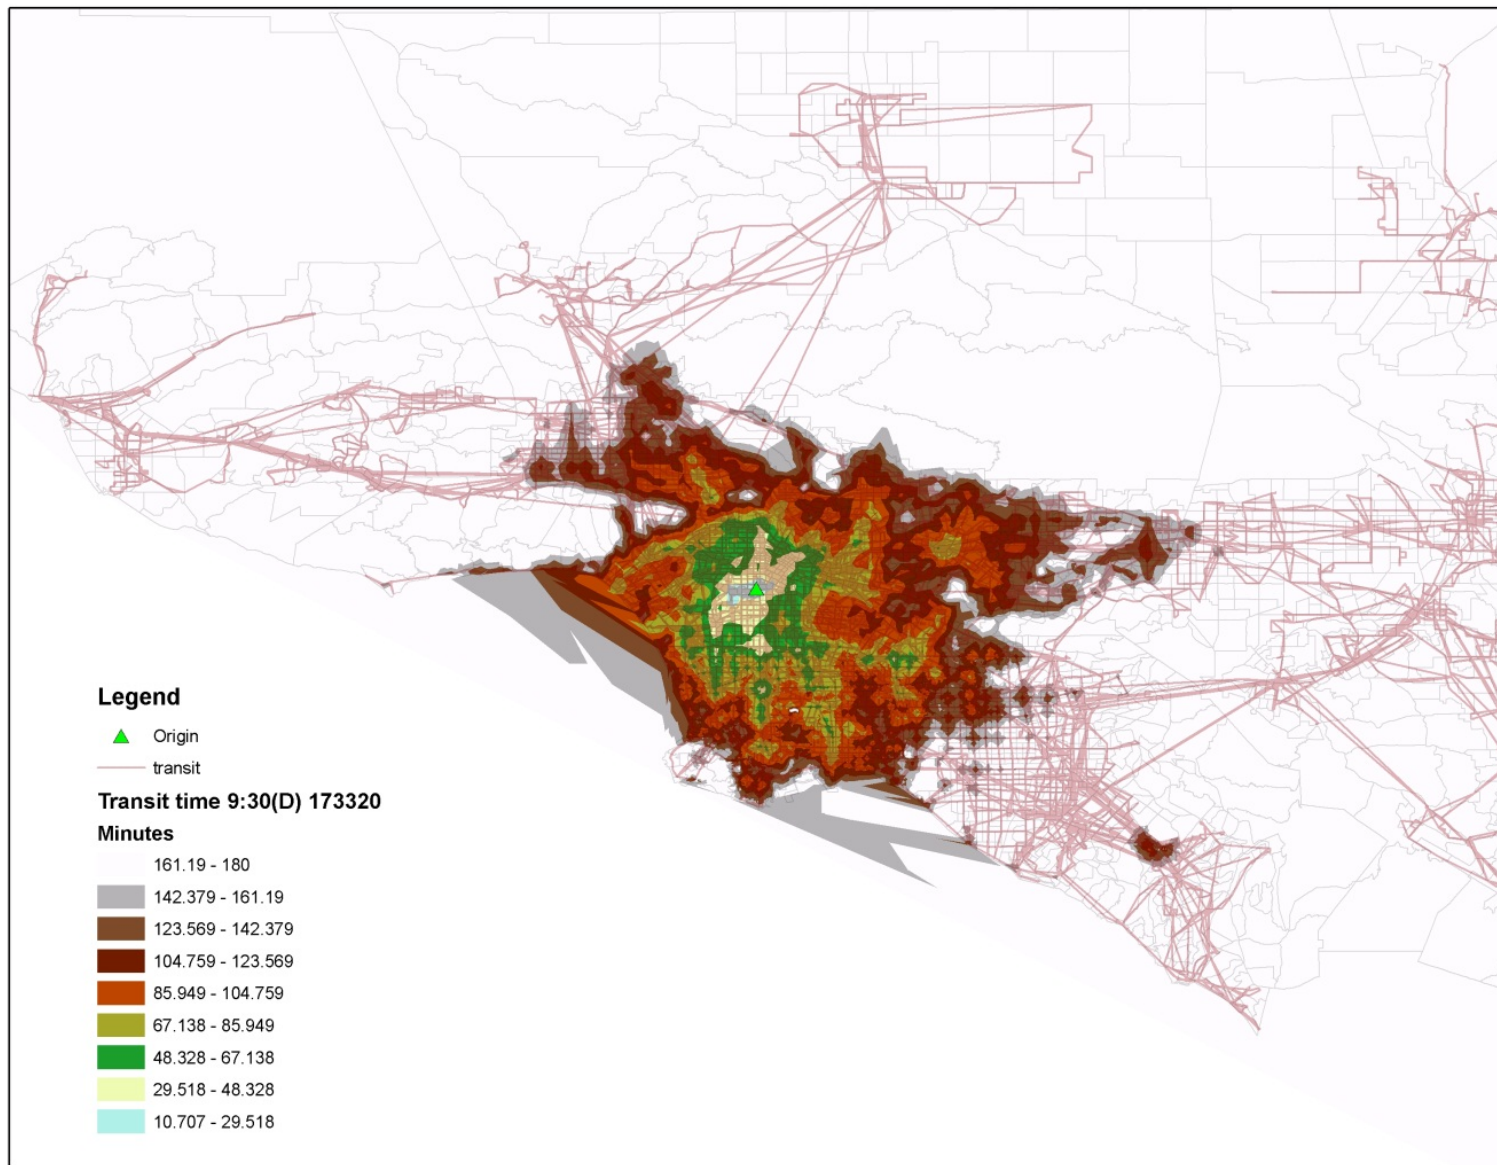 Legend
Origin
transit
Transit time 9:30(D) 173320
Minutes
161.19 - 180
142.379 - 161.19
123.569 - 142.379
104.759 - 123.569
85.949 - 104.759
67.138 - 85.949
48.328 - 67.138
29.518 - 48.328
10.707 - 29.518